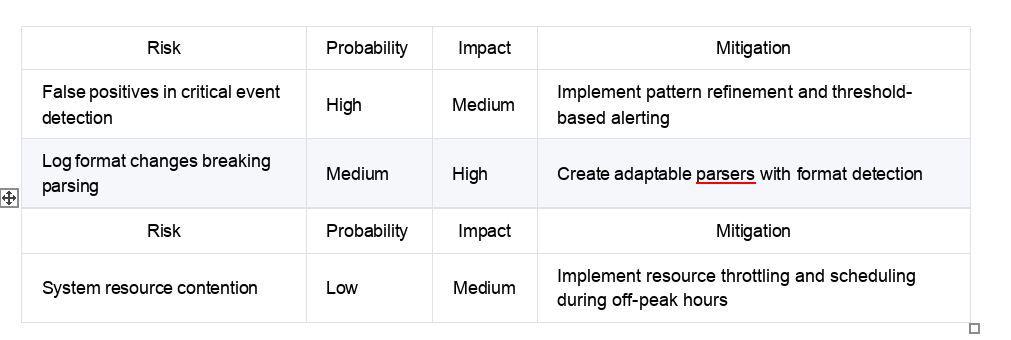 Risk Probability Impact Mitigation
False positives in critical event
detection
High
Medium
Implement pattern refinement and threshold-
based alerting
Log format changes breaking
parsing
Medium
High
Create adaptable parsers with format detection
Risk Probability Impact Mitigation
System resource contention
Low
Medium
Implement resource throttling and scheduling
during off-peak hours